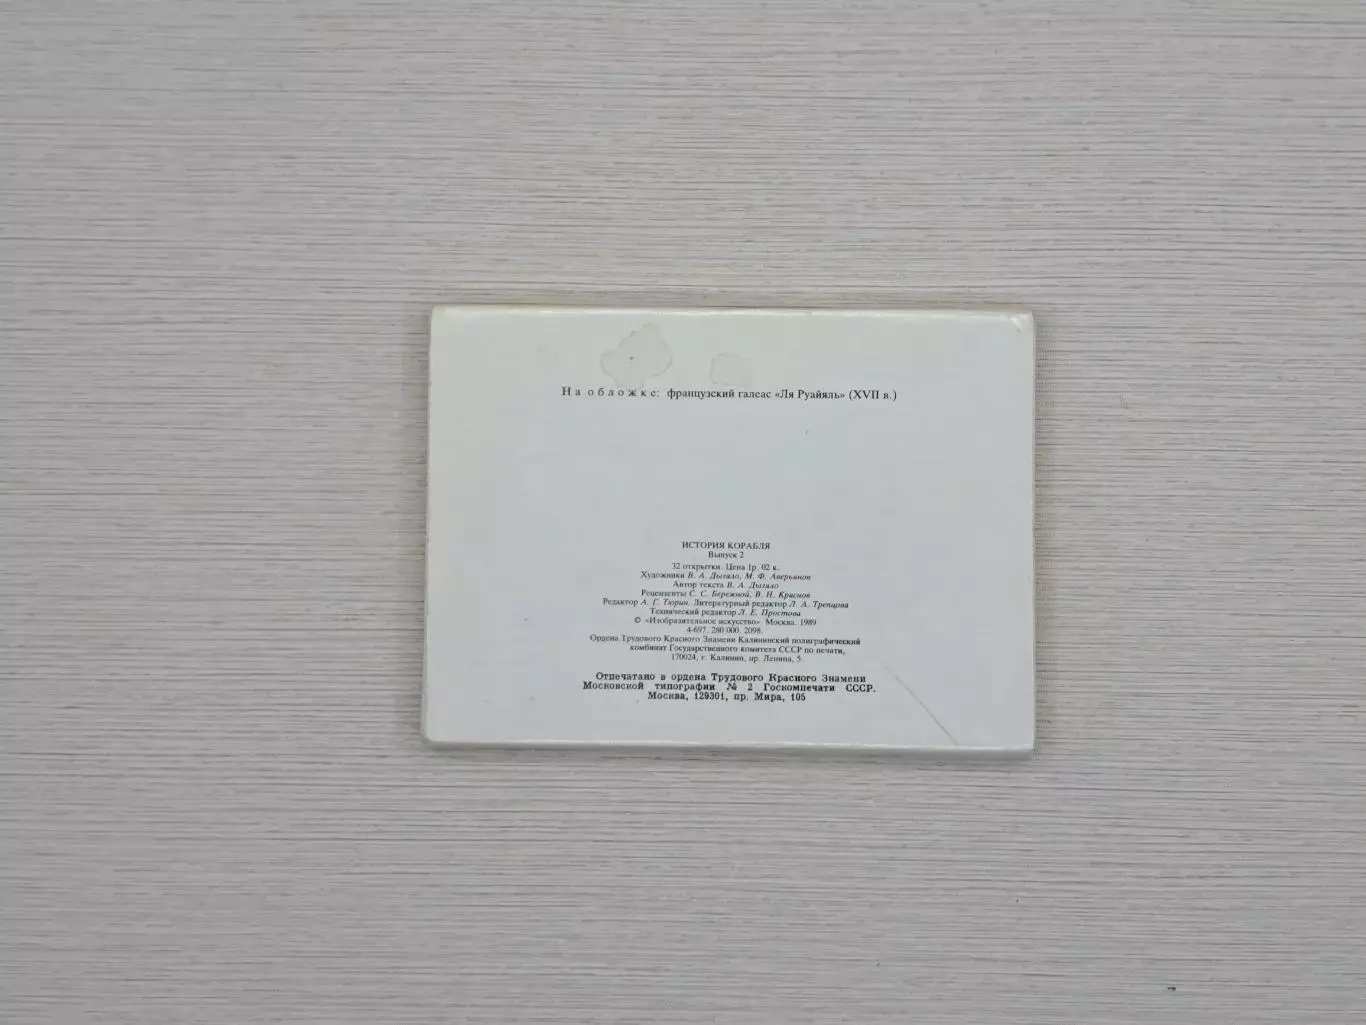 На обложке: французский галеас «Ля Руайяль» (XVII в.)
ИСТОРИЯ КОРАБЛЯ
Выпуск 2
32 открытки. Цена 1р. 02 к.
Художники В. А. Дыгало, М. Ф. Аверьянов
Автор текста В. А. Дыгало
Рецензенты С. С. Бережной, В. Н. Краснов
Редактор А. Г. Тюрин. Литературный редактор Л. А. Трепцова
Технический редактор Л. Е. Простова
© «Изобразительное искусство» Москва. 1989
4-697. 280 000. 2098.
Ордена Трудового Красного Знамени Калининский полиграфический
комбинат Государственного комитета СССР по печати,
170024, г. Калинин, пр. Ленина, 5.
Отпечатано в ордена Трудового Красного Знамени
Московской типографии № 2 Госкомпечати СССР.
Москва, 129301, пр. Мира, 105